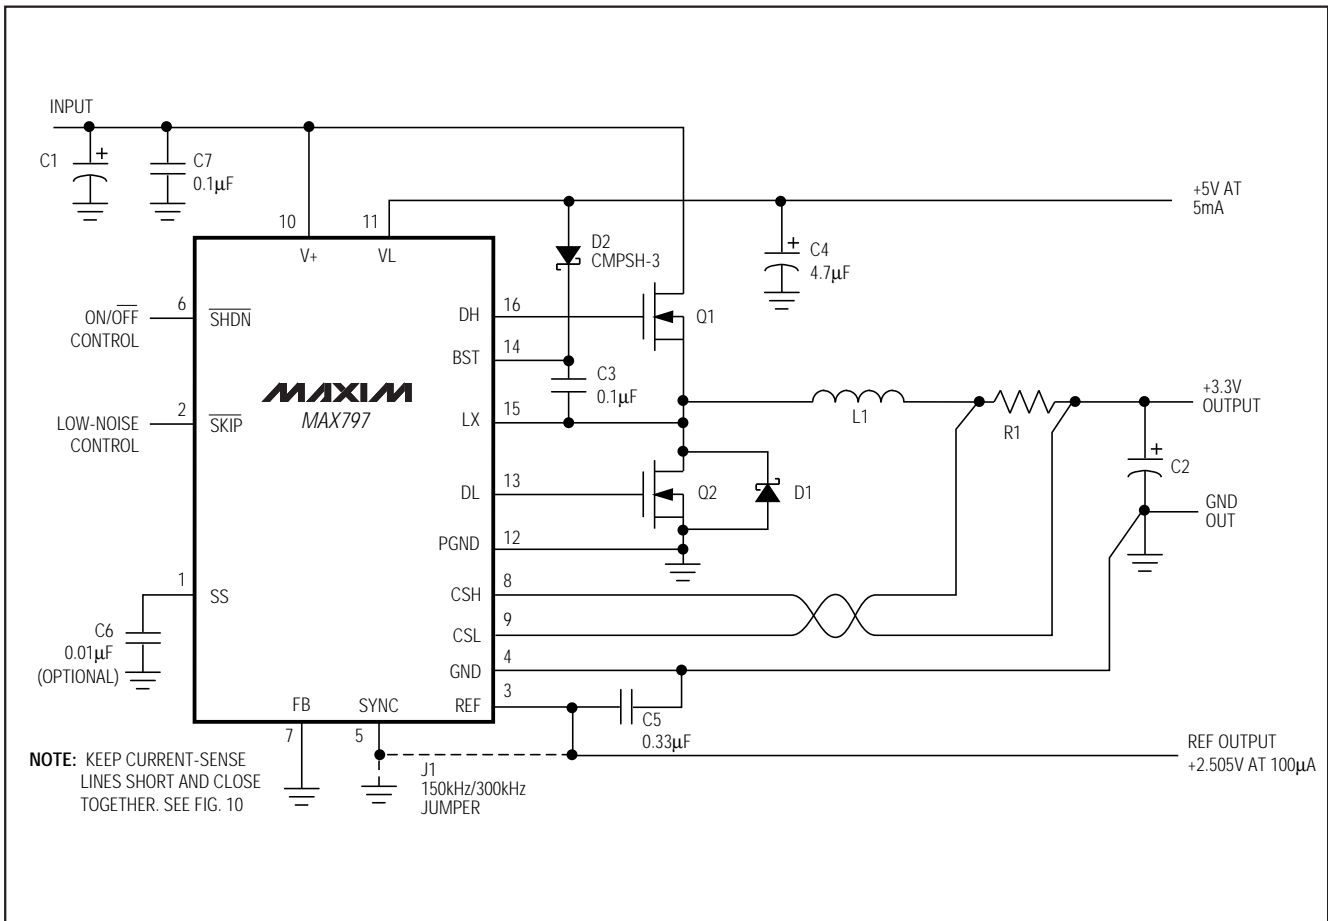 INPUT
C1
+
C7
0.1µF
10
11
V+
VL
+5V AT
5mA
D2
CMPSH-3
+
C4
4.7µF
6
ON/OFF
CONTROL
SHDN
DH
16
Q1
BST
14
C3
0.1µF
MAXIM
MAX797
LX
15
L1
R1
+3.3V
OUTPUT
2
LOW-NOISE
CONTROL
SKIP
+
C2
DL
13
Q2
D1
GND
OUT
PGND
12
1
SS
CSH
8
CSL
9
C6
0.01µF
(OPTIONAL)
GND
4
REF
3
FB
SYNC
7
5
C5
0.33µF
J1
150kHz/300kHz
JUMPER
REF OUTPUT
+2.505V AT 100µA
NOTE: KEEP CURRENT-SENSE
LINES SHORT AND CLOSE
TOGETHER. SEE FIG. 10